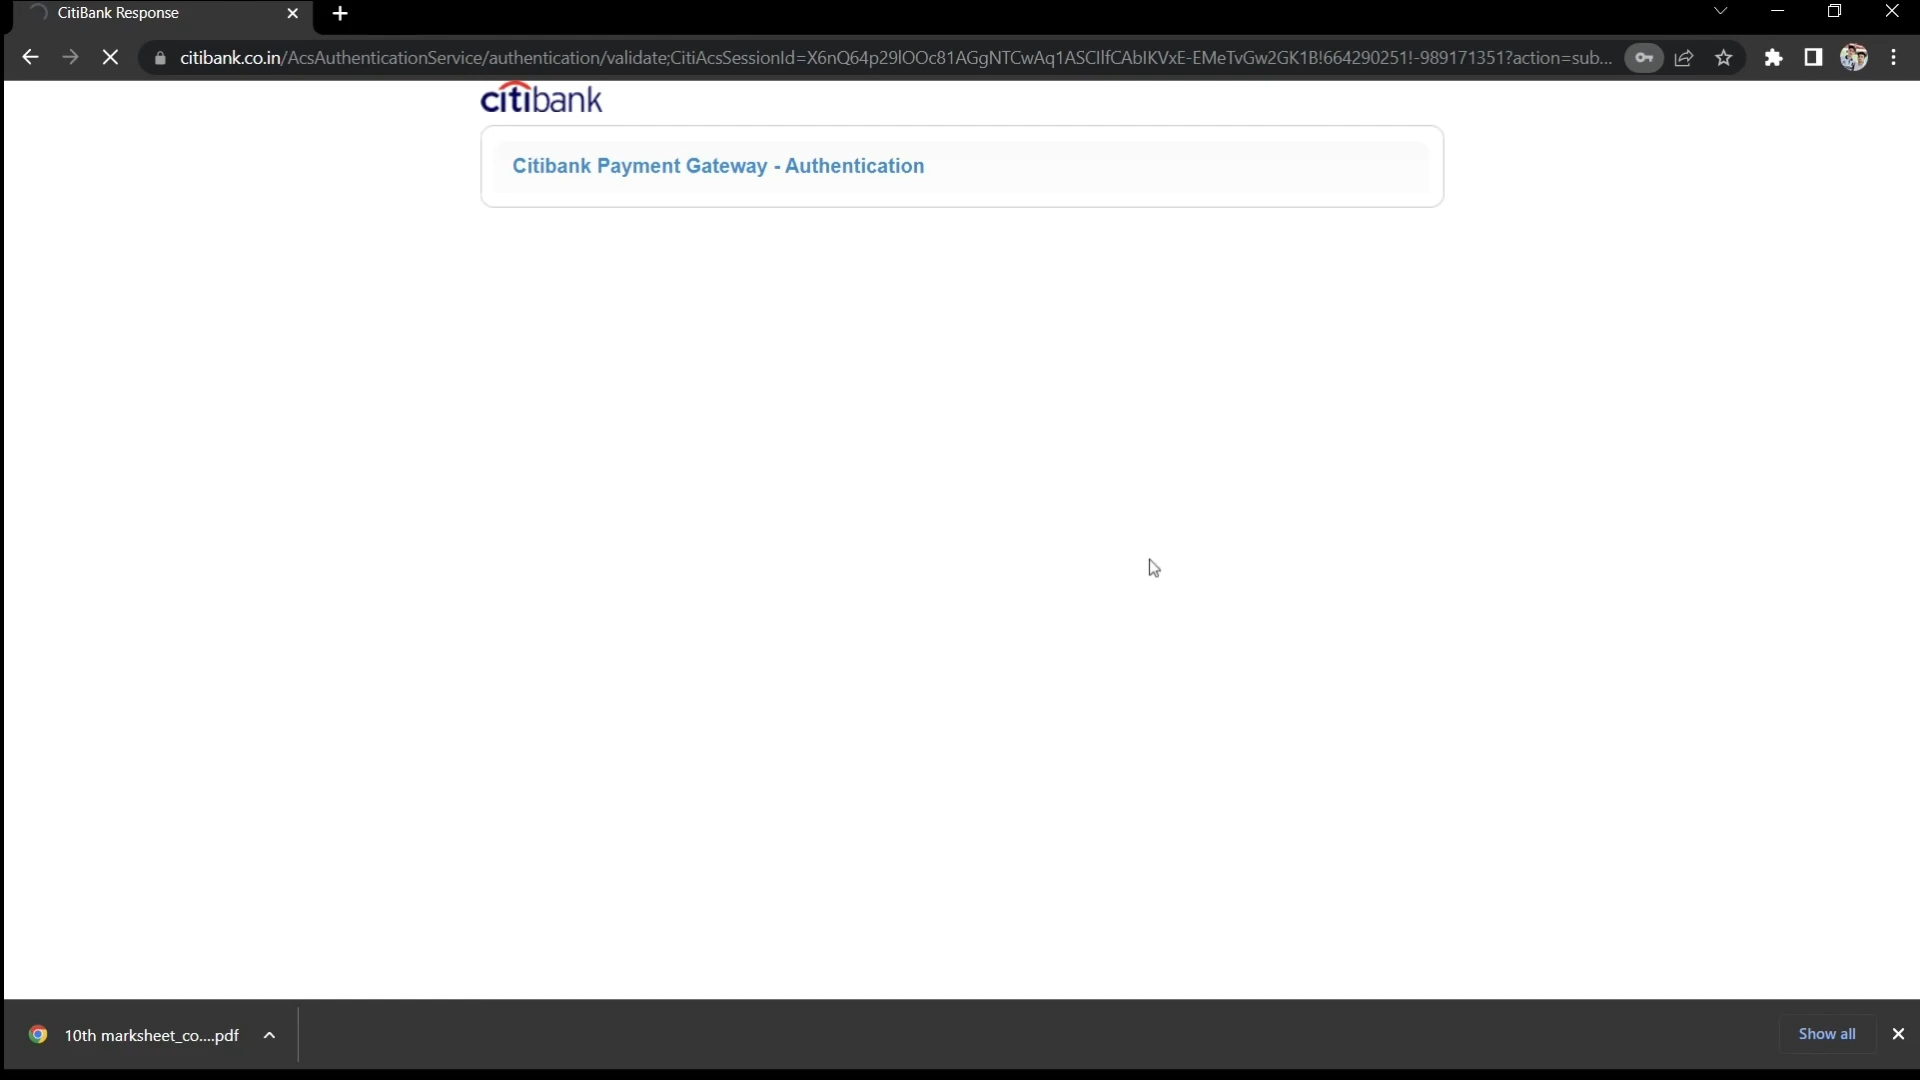 CitiBank Response
citibank.co.in/AcsAuthenticationService/authentication/validate;CitiAcsSessionId=X6nQ64p29lOOc81AGgNTCwAq1ASCIlfCAbIKVxE-EMeTvGw2GK1B!664290251!-989171351?action=sub...
citibank
Citibank Payment Gateway - Authentication
10th marksheet_co....pdf
Show all